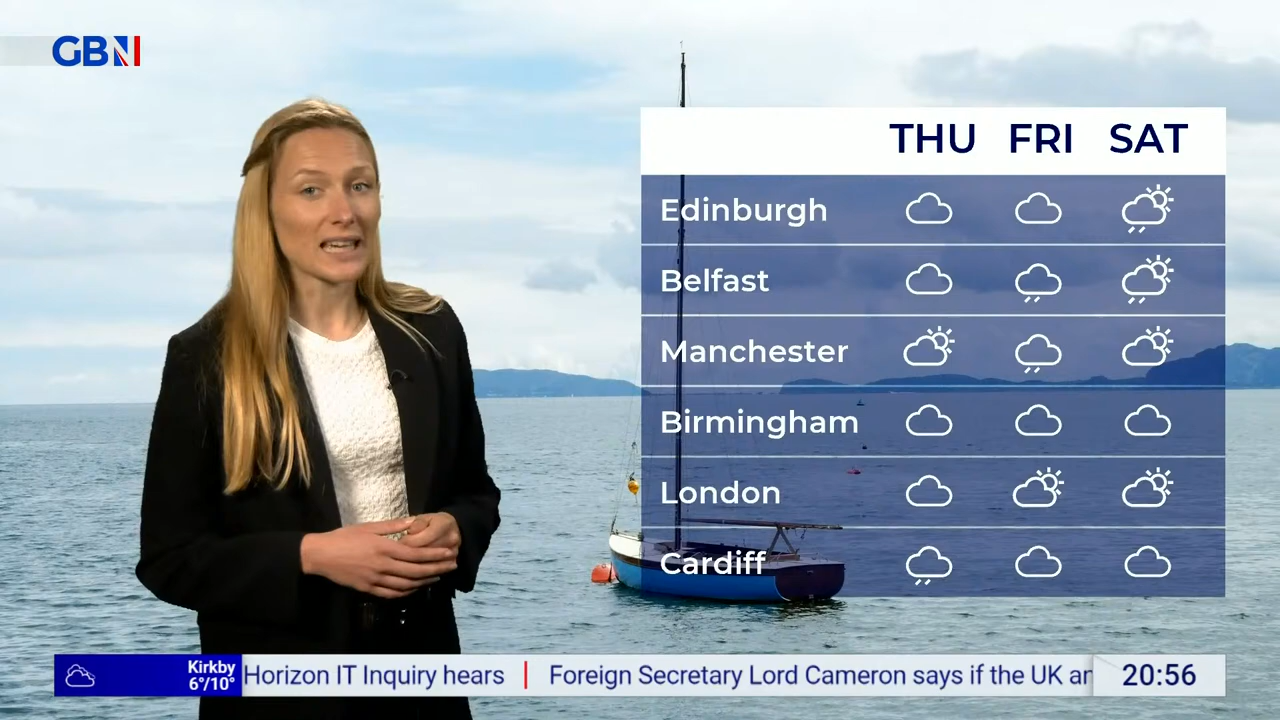 GBN
THU FRI SAT
Edinburgh
Belfast
Manchester
Birmingham
London
Cardiff
Kirbky
6°/10°
Horizon IT Inquiry hears | Foreign Secretary Lord Cameron says if the UK an
20:56